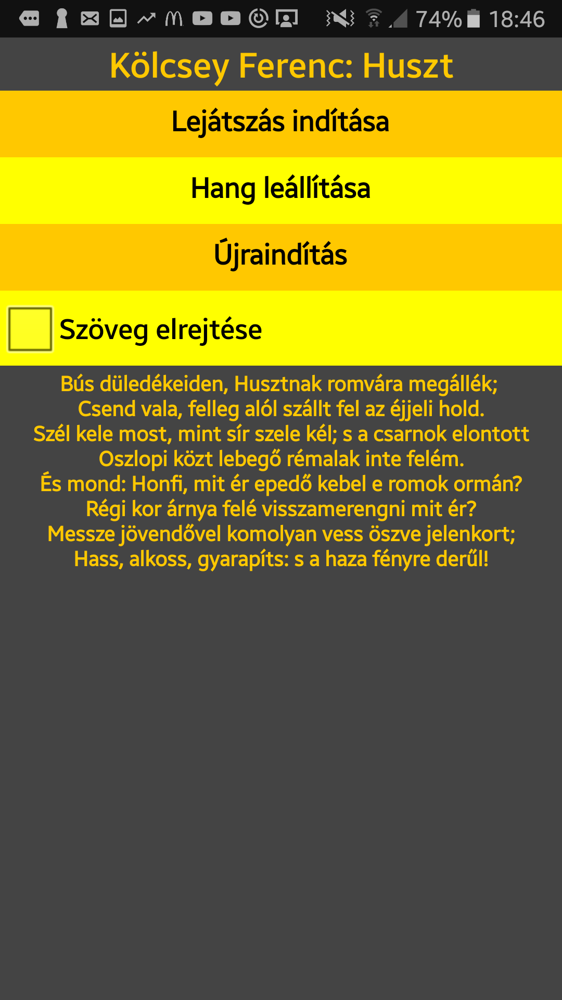 74% 18:46
Kölcsey Ferenc: Huszt
Lejátszás indítása
Hang leállítása
Újraindítás
Szöveg elrejtése
Bús düledékeiden, Husztnak romvára megállék;
Csend vala, felleg alól szállt fel az éjjeli hold.
Szél kele most, mint sír szele kél; s a csarnok elontott
Oszlopi közt lebegő rémalak inte felém.
És mond: Honfi, mit ér epedő kebel e romok ormán?
Régi kor árnya felé visszamerengni mit ér?
Messze jövendővel komolyan vess öszve jelenkort;
Hass, alkoss, gyarapíts: s a haza fényre derűl!